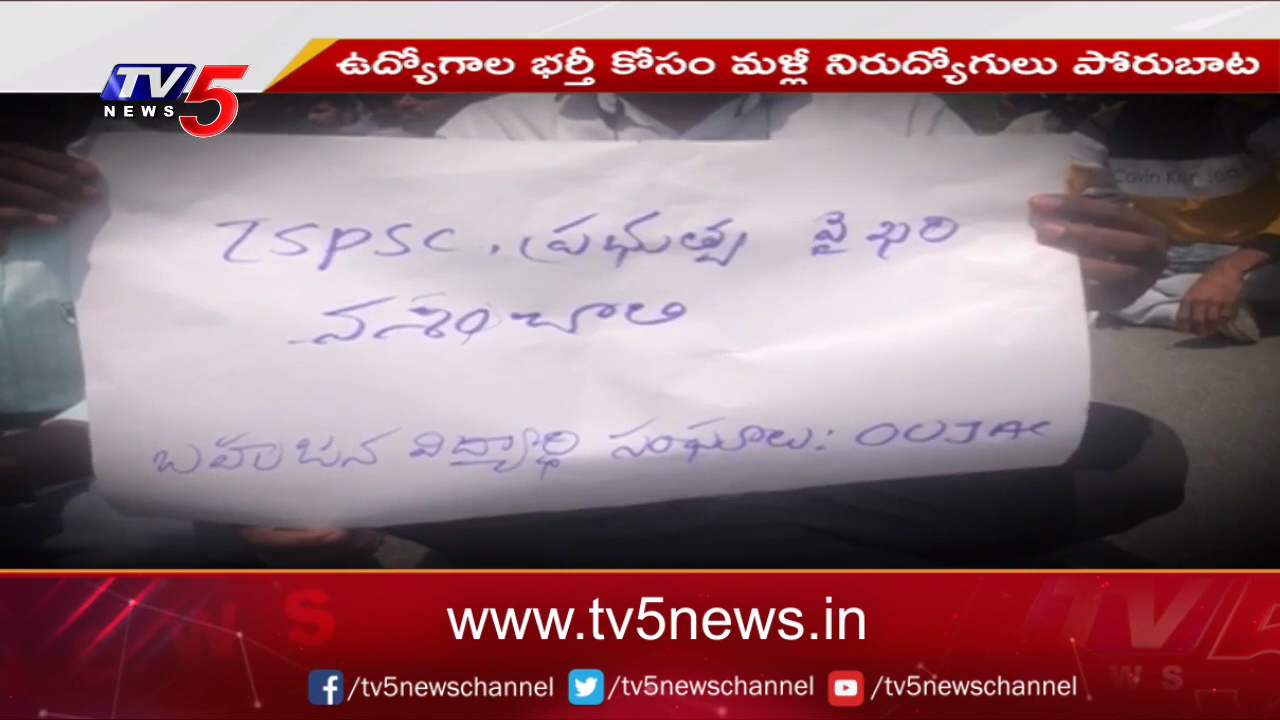 ఉద్యోగాల భర్తీ కోసం మళ్లీ నిరుద్యోగులు పోరుబాట
TV5
NEWS
TSPSC, ప్రభుత్వ వైఖరి
నశించాలి
బహుజన విద్యార్థి సంఘాలు: OUJAC
www.tv5news.in
/tv5newschannel /tv5newschannel /tv5newschannel